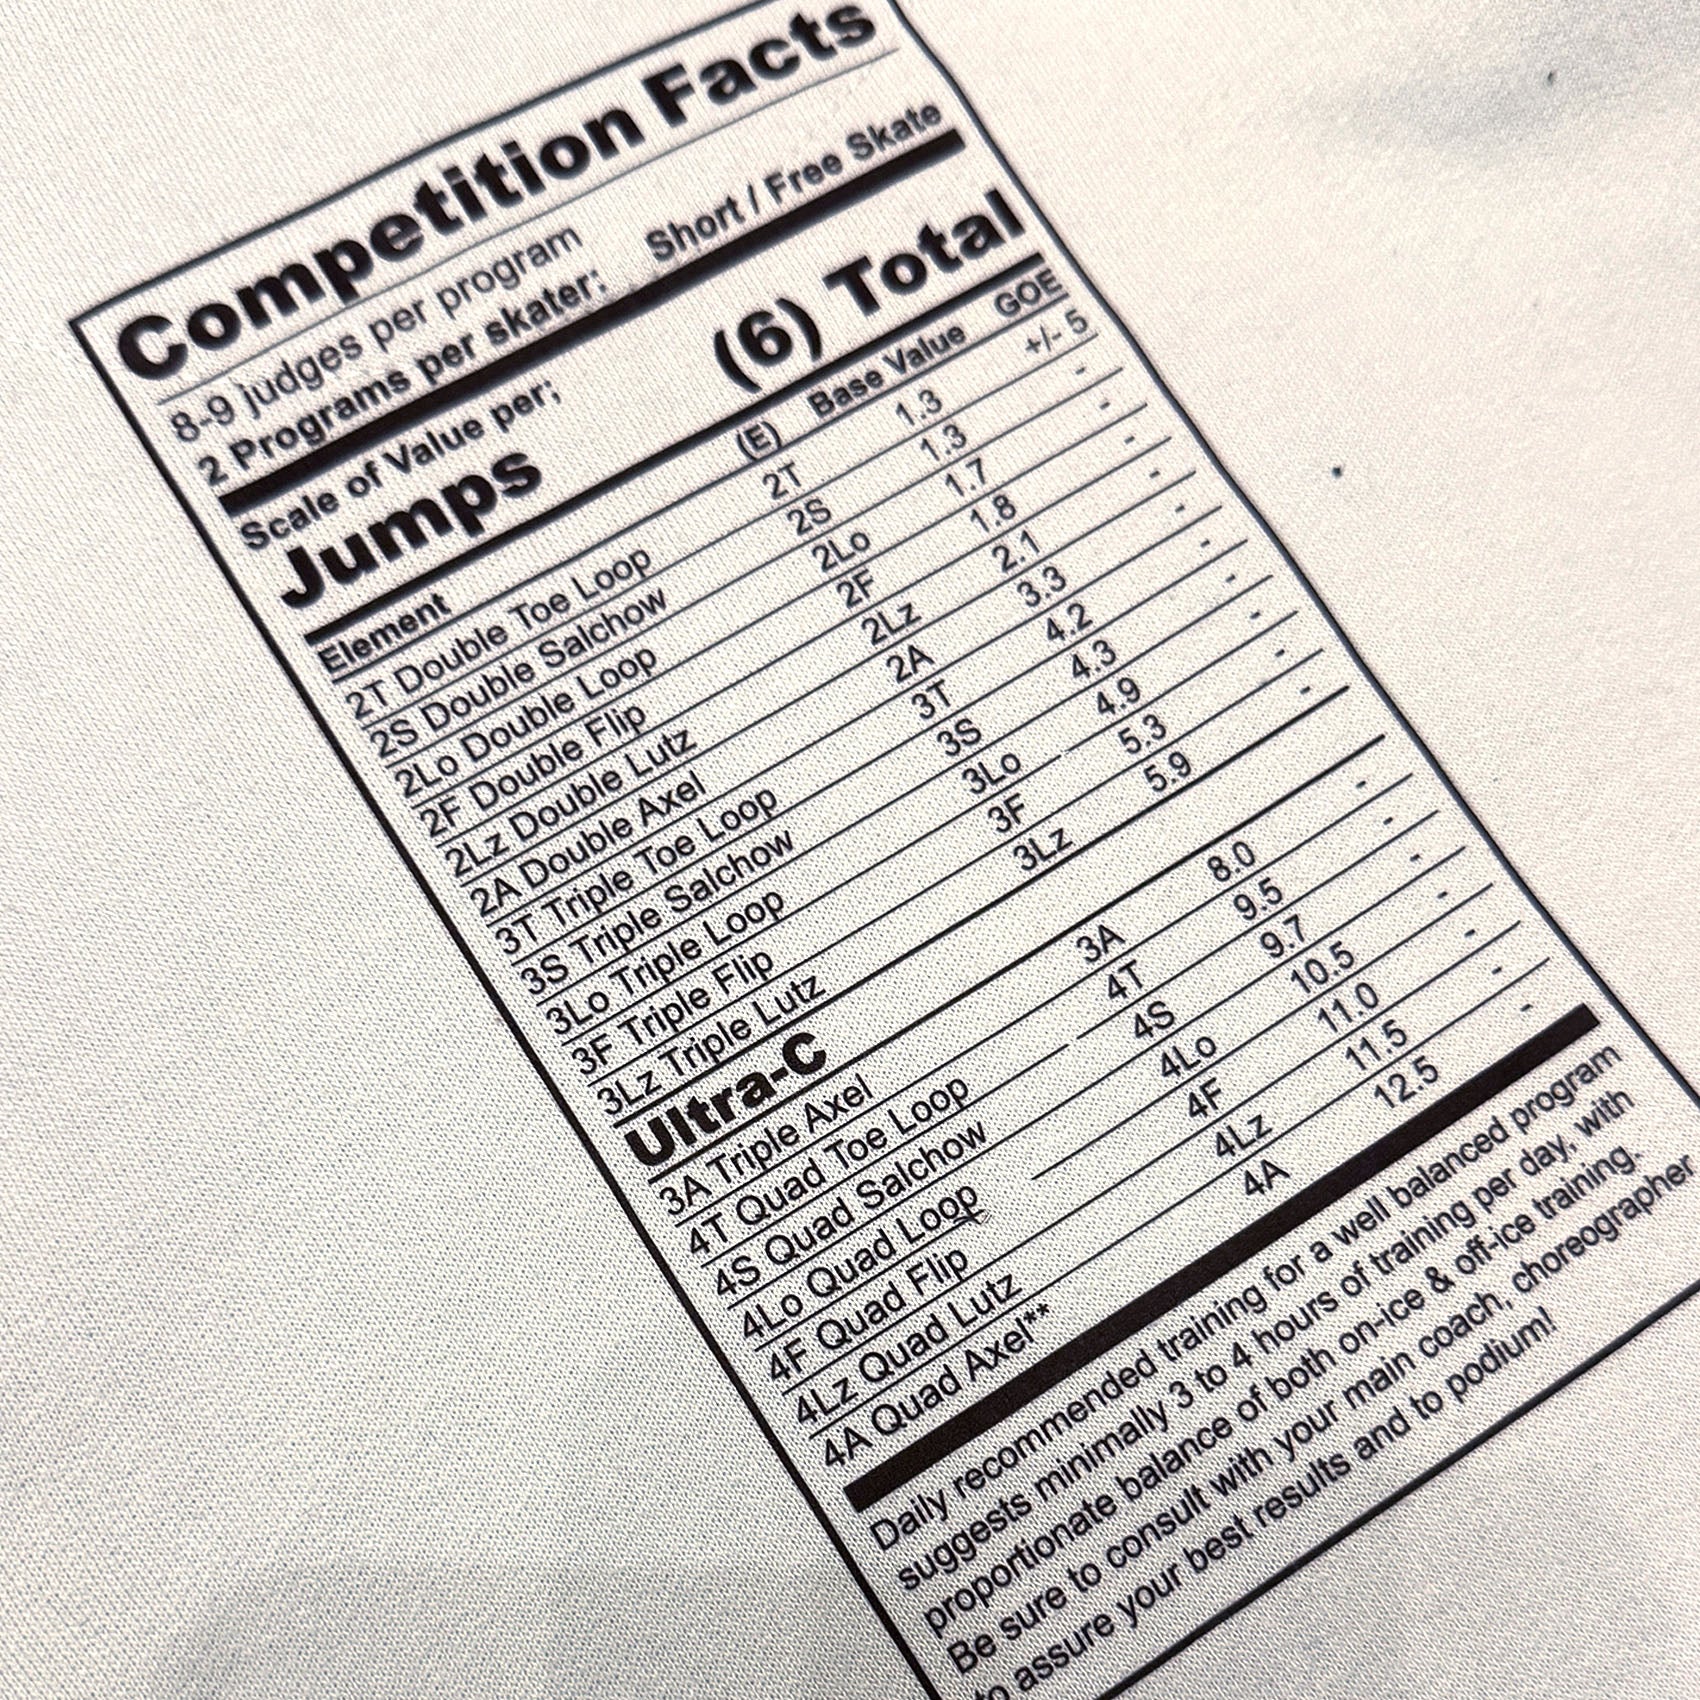 Competition Facts
8-9 judges per program
2 Programs per skater; Short / Free Skate
Scale of Value per;
Jumps (6) Total
Element (E) Base Value GOE
2T Double Toe Loop 2T 1.3 +/- 5
2S Double Salchow 2S 1.3 -
2Lo Double Loop 2Lo 1.7 -
2F Double Flip 2F 1.8 -
2Lz Double Lutz 2Lz 2.1 -
2A Double Axel 2A 3.3 -
3T Triple Toe Loop 3T 4.2 -
3S Triple Salchow 3S 4.3 -
3Lo Triple Loop 3Lo 4.9 -
3F Triple Flip 3F 5.3 -
3Lz Triple Lutz 3Lz 5.9 -
Ultra-C
3A Triple Axel 3A 8.0 -
4T Quad Toe Loop 4T 9.5 -
4S Quad Salchow 4S 9.7 -
4Lo Quad Loop 4Lo 10.5 -
4F Quad Flip 4F 11.0 -
4Lz Quad Lutz 4Lz 11.5 -
4A Quad Axel** 4A 12.5 -
Daily recommended training for a well balanced program
suggests minimally 3 to 4 hours of training per day, with
proportionate balance of both on-ice & off-ice training.
Be sure to consult with your main coach, choreographer
to assure your best results and to podium!